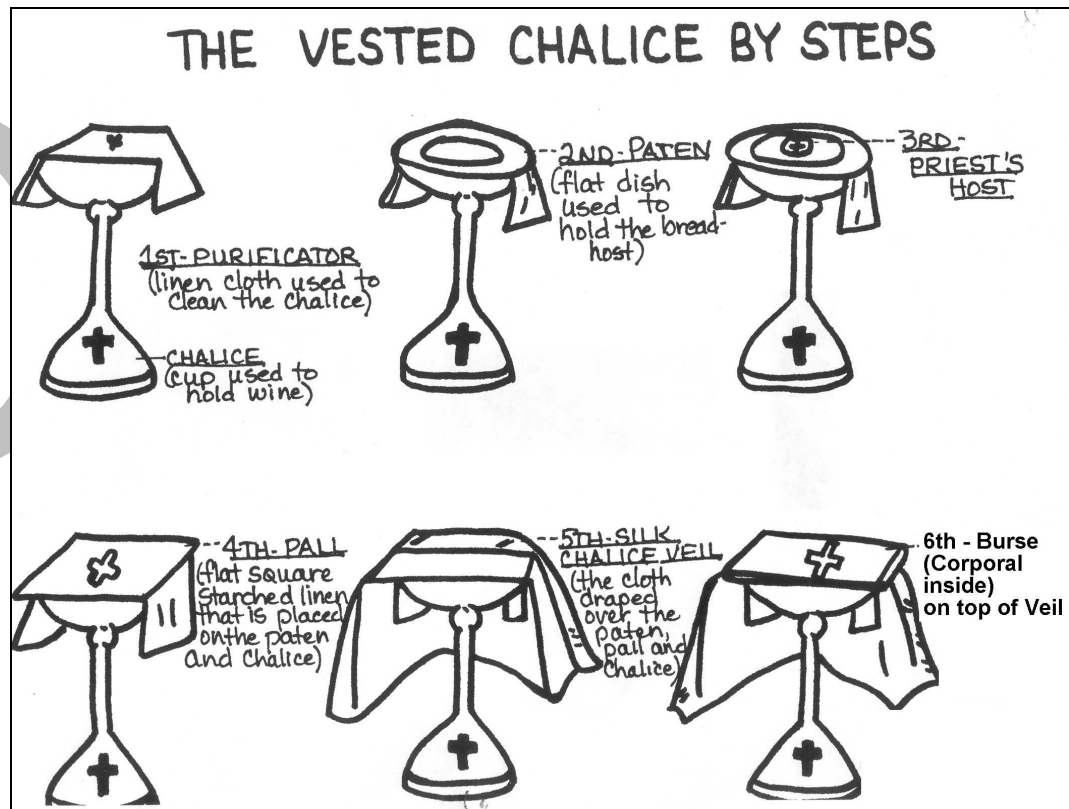 THE VESTED CHALICE BY STEPS
1ST-PURIFICATOR
(linen cloth used to
clean the chalice)
CHALICE
(cup used to
hold wine)
2ND-PATEN
(flat dish
used to
hold the bread-
host)
3RD-
PRIEST'S
HOST
4TH-PALL
(flat square
starched linen
that is placed
on the paten
and chalice)
5TH-SILK
CHALICE VEIL
(the cloth
draped
over the
paten,
pall and
chalice)
6th - Burse
(Corporal
inside)
on top of Veil